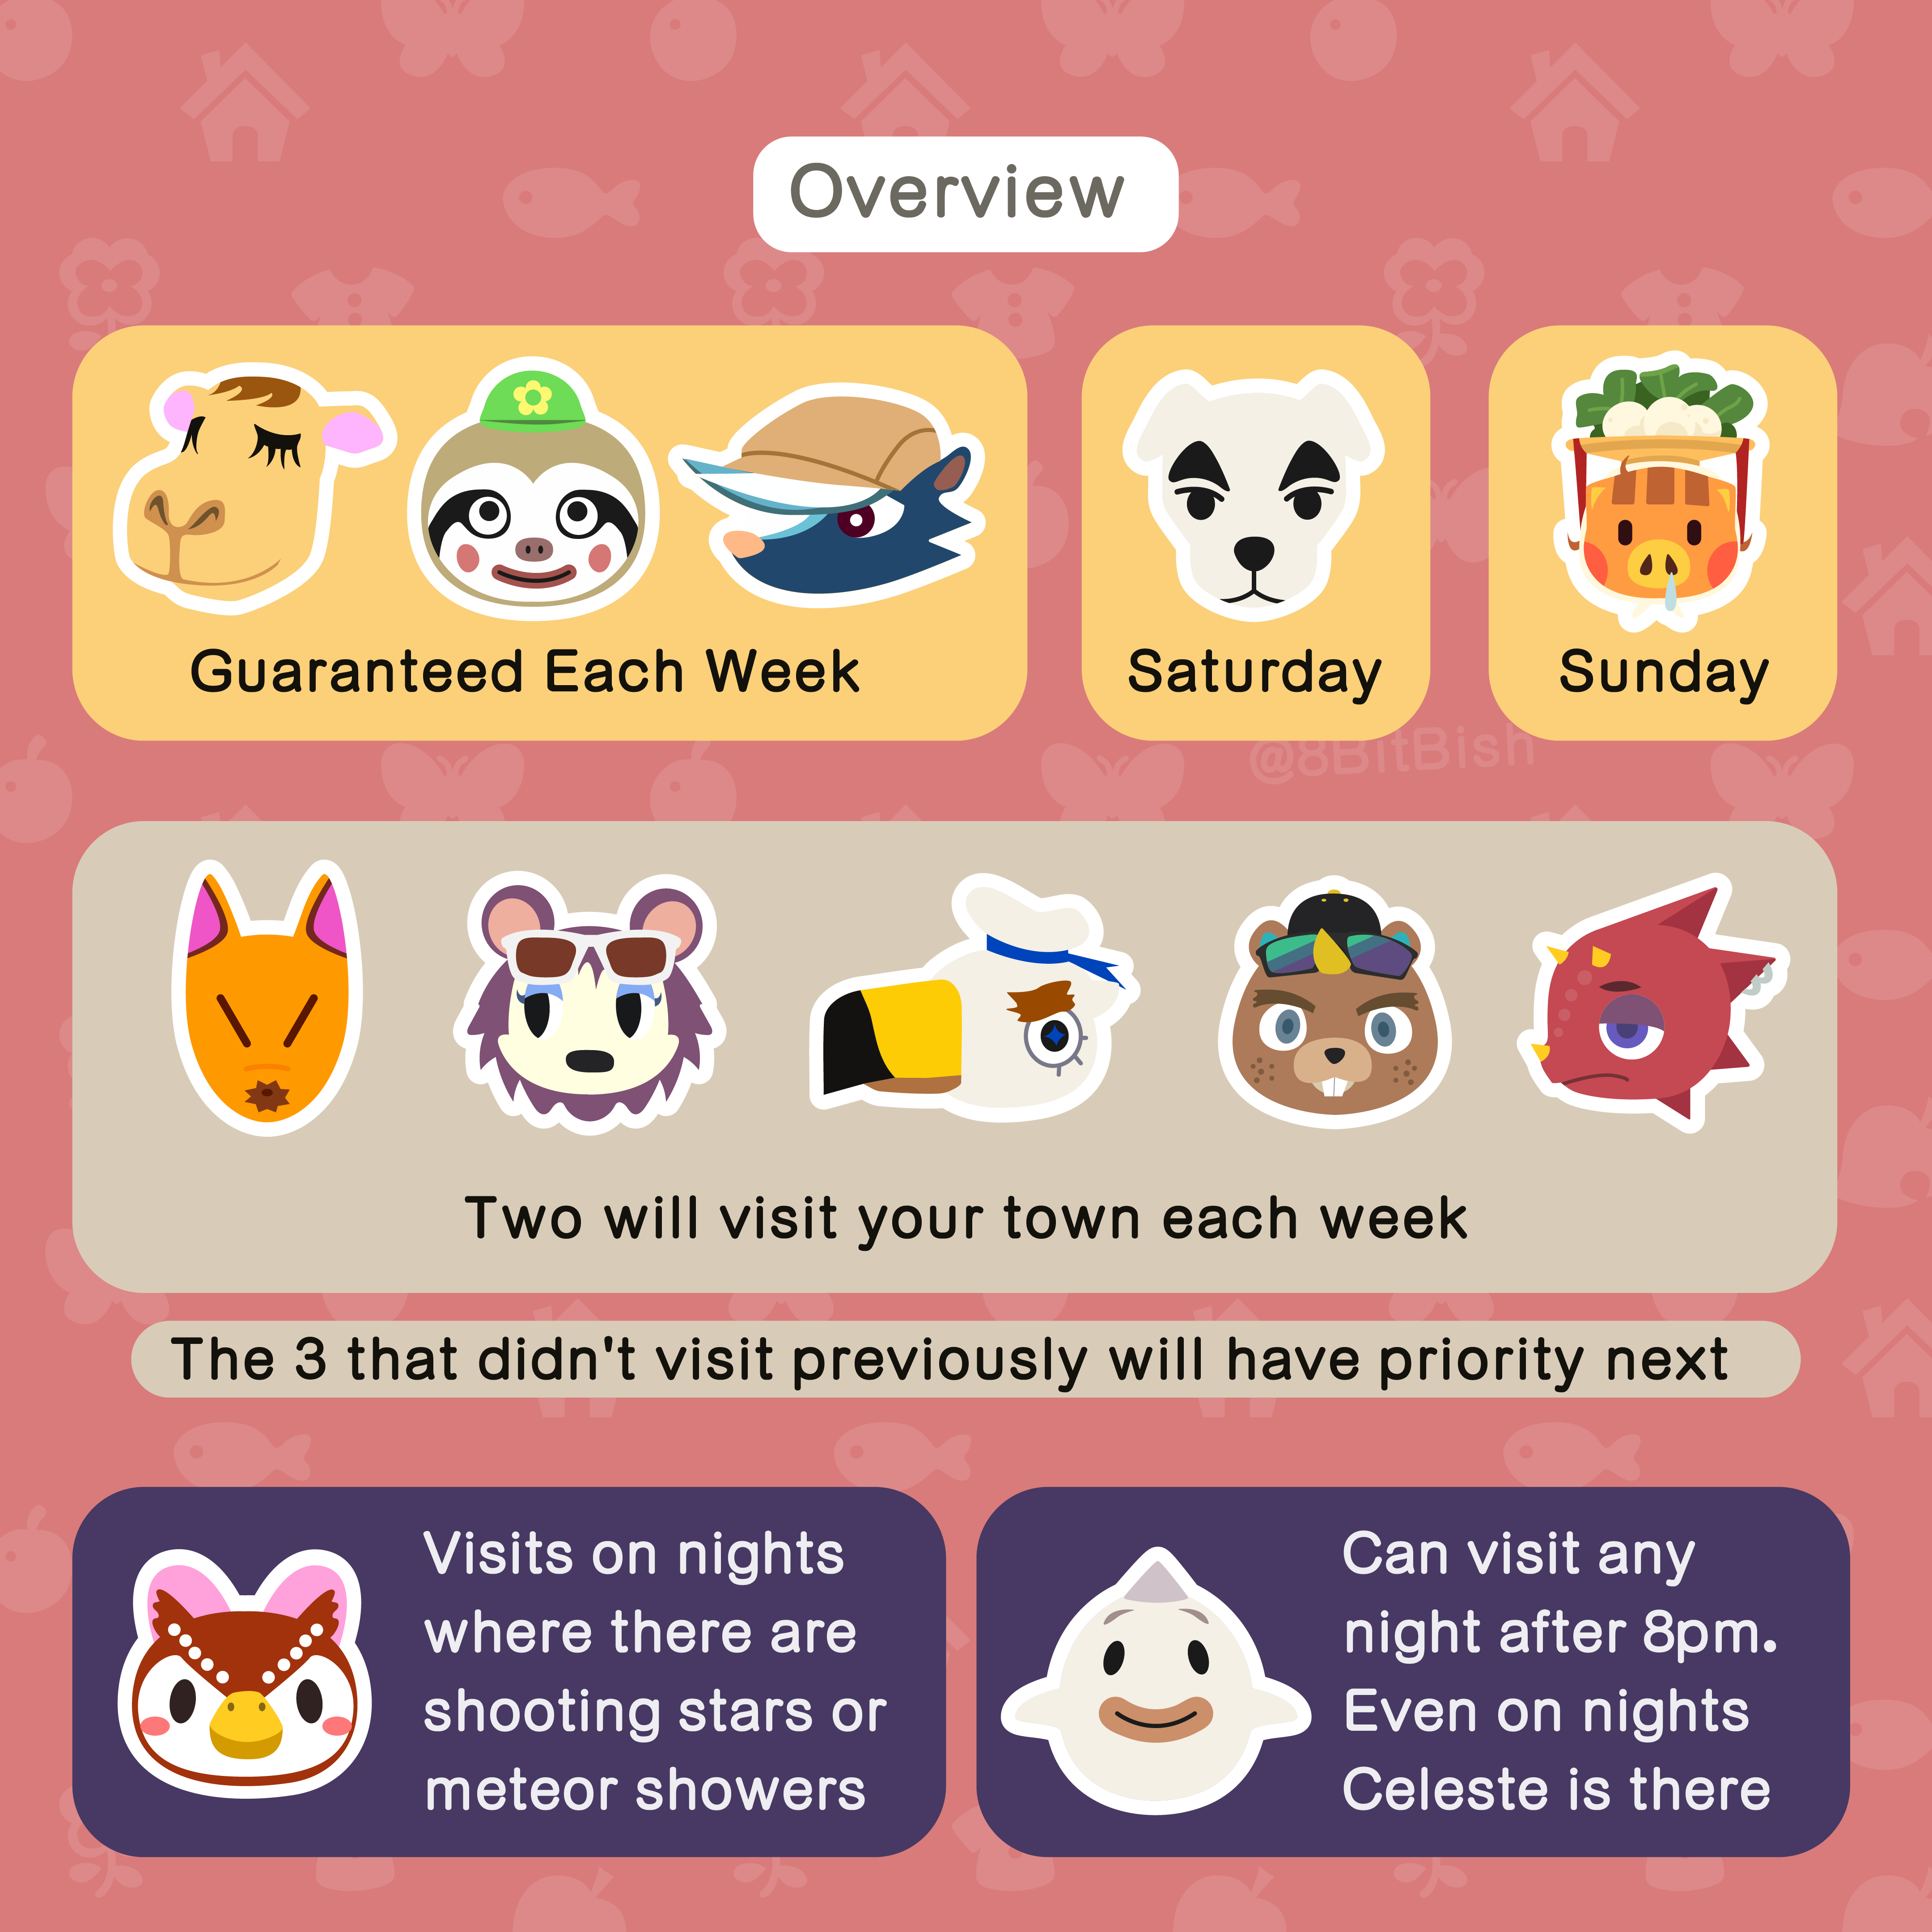 Overview
Guaranteed Each Week
Saturday
Sunday
@8BitBish
Two will visit your town each week
The 3 that didn't visit previously will have priority next
Visits on nights
where there are
shooting stars or
meteor showers
Can visit any
night after 8pm.
Even on nights
Celeste is there